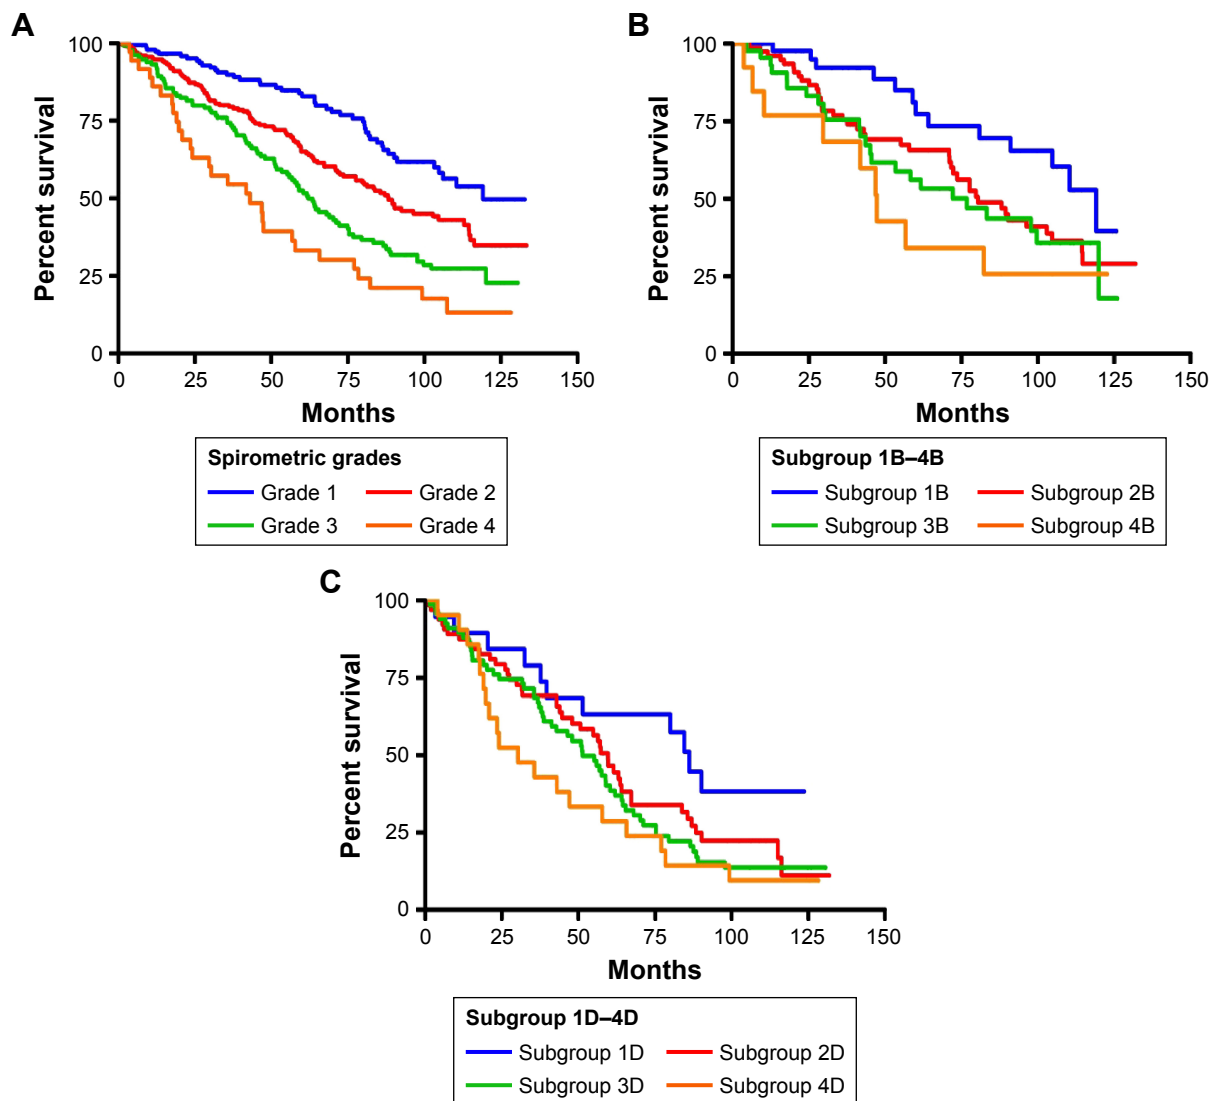 A
100
75
50
25
0
Percent survival
0 25 50 75 100 125 150
Months
Spirometric grades
Grade 1 Grade 2
Grade 3 Grade 4
B
100
75
50
25
0
Percent survival
0 25 50 75 100 125 150
Months
Subgroup 1B–4B
Subgroup 1B Subgroup 2B
Subgroup 3B Subgroup 4B
C
100
75
50
25
0
Percent survival
0 25 50 75 100 125 150
Months
Subgroup 1D–4D
Subgroup 1D Subgroup 2D
Subgroup 3D Subgroup 4D